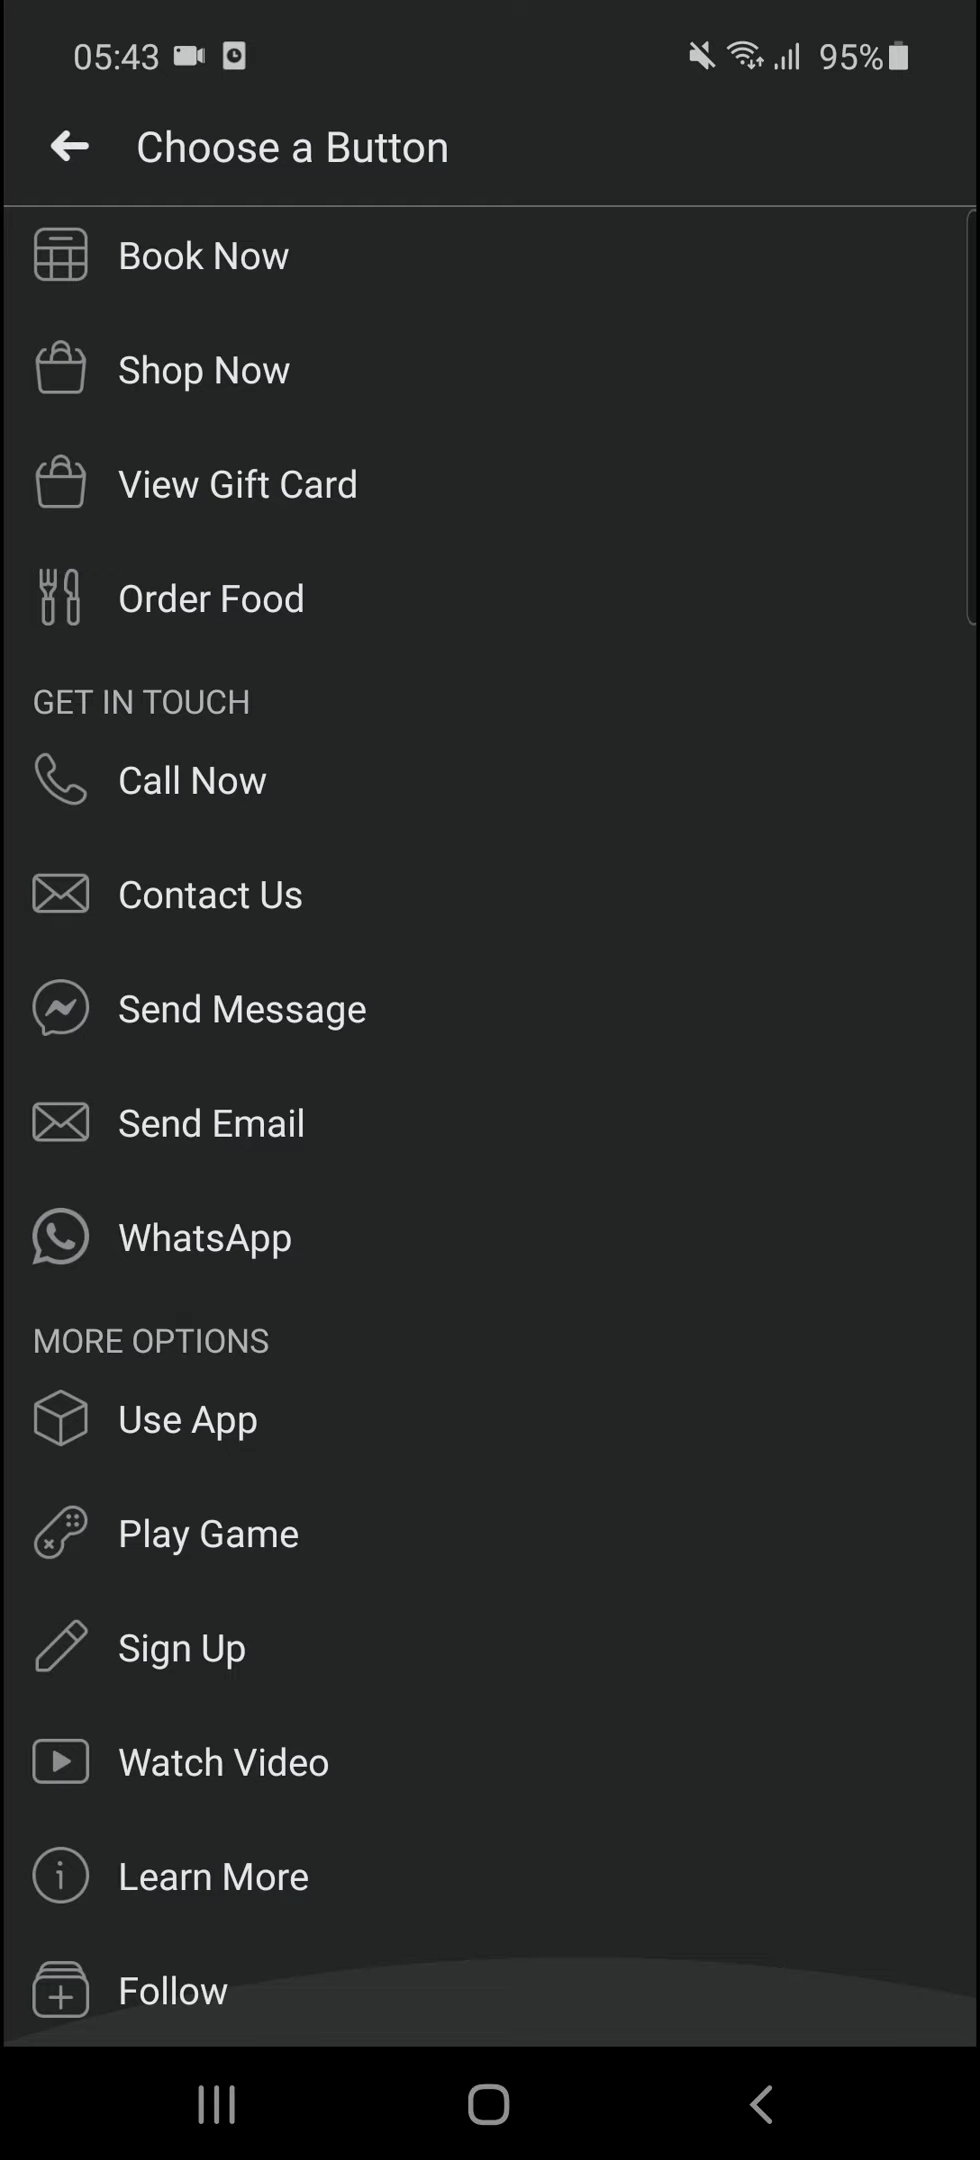 05:43 95%
Choose a Button
Book Now
Shop Now
View Gift Card
Order Food
GET IN TOUCH
Call Now
Contact Us
Send Message
Send Email
WhatsApp
MORE OPTIONS
Use App
Play Game
Sign Up
Watch Video
Learn More
Follow